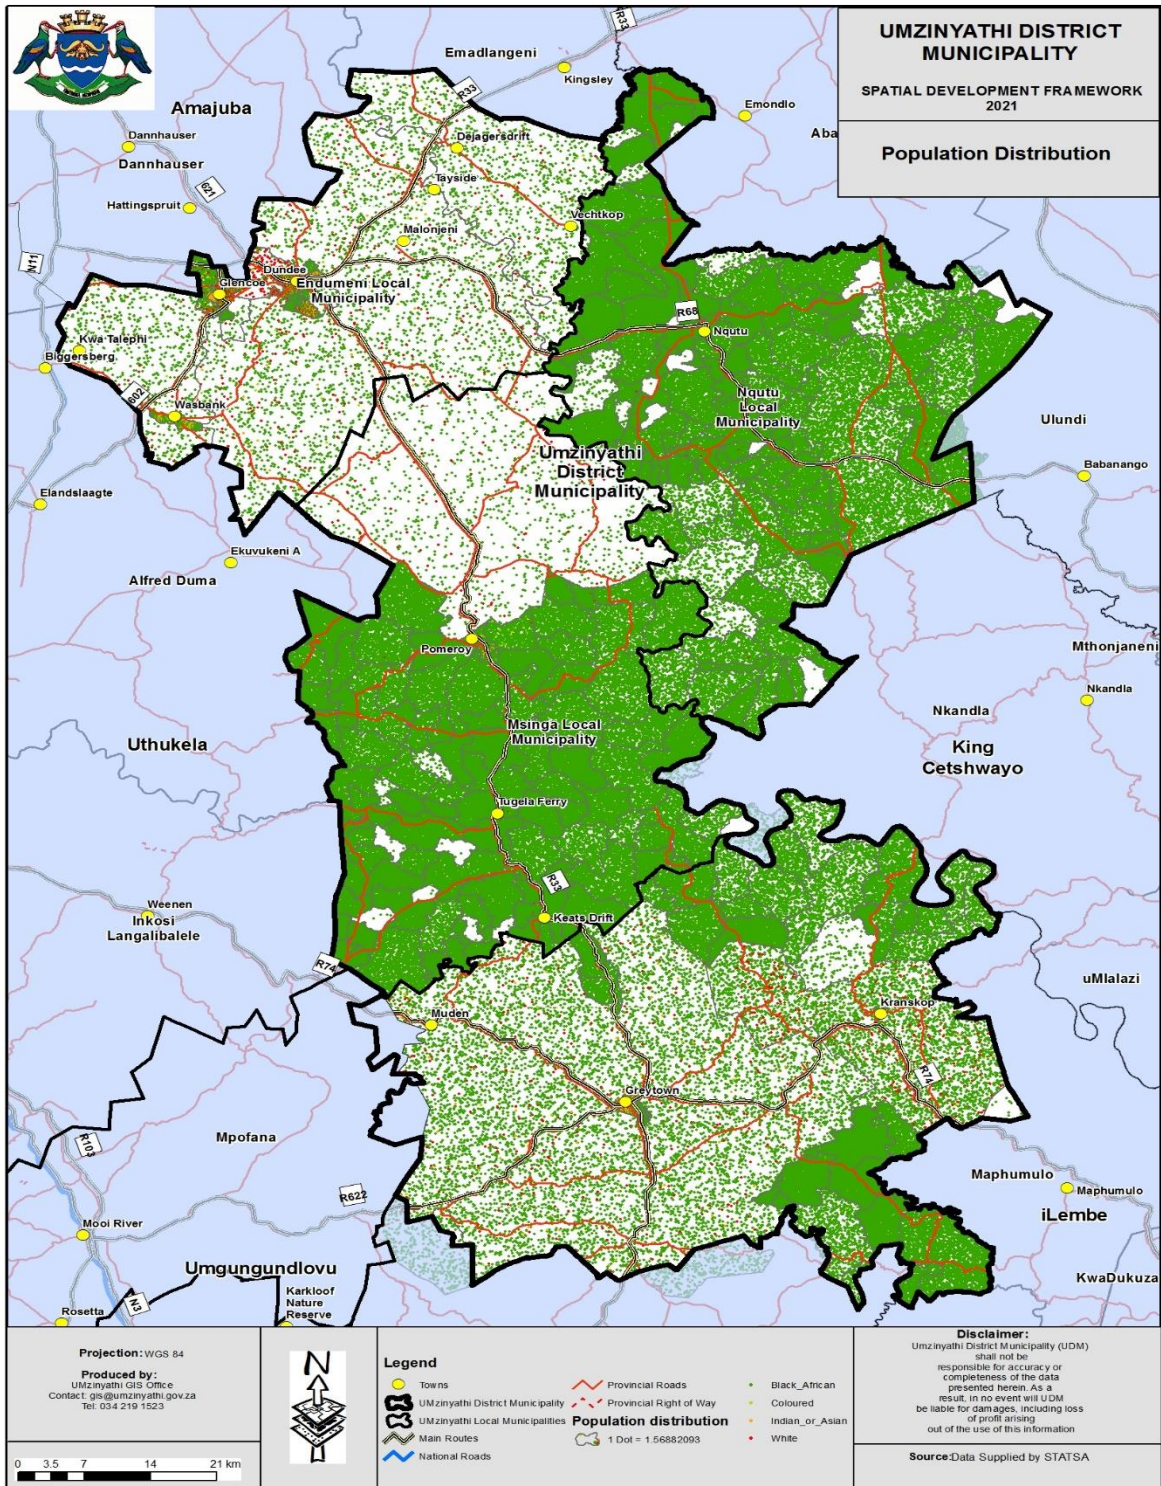 UMZINYATHI DISTRICT
MUNICIPALITY
SPATIAL DEVELOPMENT FRAMEWORK
2021
Population Distribution
R33
Emadlangeni
Kingsley
Emondlo
Aba
Amajuba
R33
Dannhauser
Dannhauser
Dejagersdrift
621
Tayside
Hattingspruit
Vechtkop
Malonjeni
N11
Dundee
Glencoe
Endumeni Local
Municipality
R68
Nqutu
Kwa Talephi
Biggersberg
602
Wasbank
Nqutu
Local
Municipality
Ulundi
Umzinyathi
District
Municipality
Babanango
Elandslaagte
Ekuvukeni A
Alfred Duma
Pomeroy
Mthonjaneni
Nkandla
Nkandla
Msinga Local
Municipality
Uthukela
King
Cetshwayo
Tugela Ferry
R33
Weenen
Inkosi
Langalibalele
Keats Drift
R74
uMlalazi
Kranskop
Muden
R74
Greytown
Mpofana
R103
Maphumulo
Maphumulo
R622
iLembe
Mooi River
Umgungundlovu
KwaDukuza
Karkloof
Nature
Reserve
N3
Rosetta
Projection: WGS 84
Produced by:
UMzinyathi GIS Office
Contact: gis@umzinyathi.gov.za
Tel: 034 219 1523
0 3.5 7 14 21 km
N
Legend
Towns
UMzinyathi District Municipality
UMzinyathi Local Municipalities
Main Routes
National Roads
Provincial Roads
Provincial Right of Way
Population distribution
1 Dot = 1.56882093
Black_African
Coloured
Indian_or_Asian
White
Disclaimer:
Umzinyathi District Municipality (UDM)
shall not be
responsible for accuracy or
completeness of the data
presented herein. As a
result, in no event will UDM
be liable for damages, including loss
of profit arising
out of the use of this information
Source:Data Supplied by STATSA